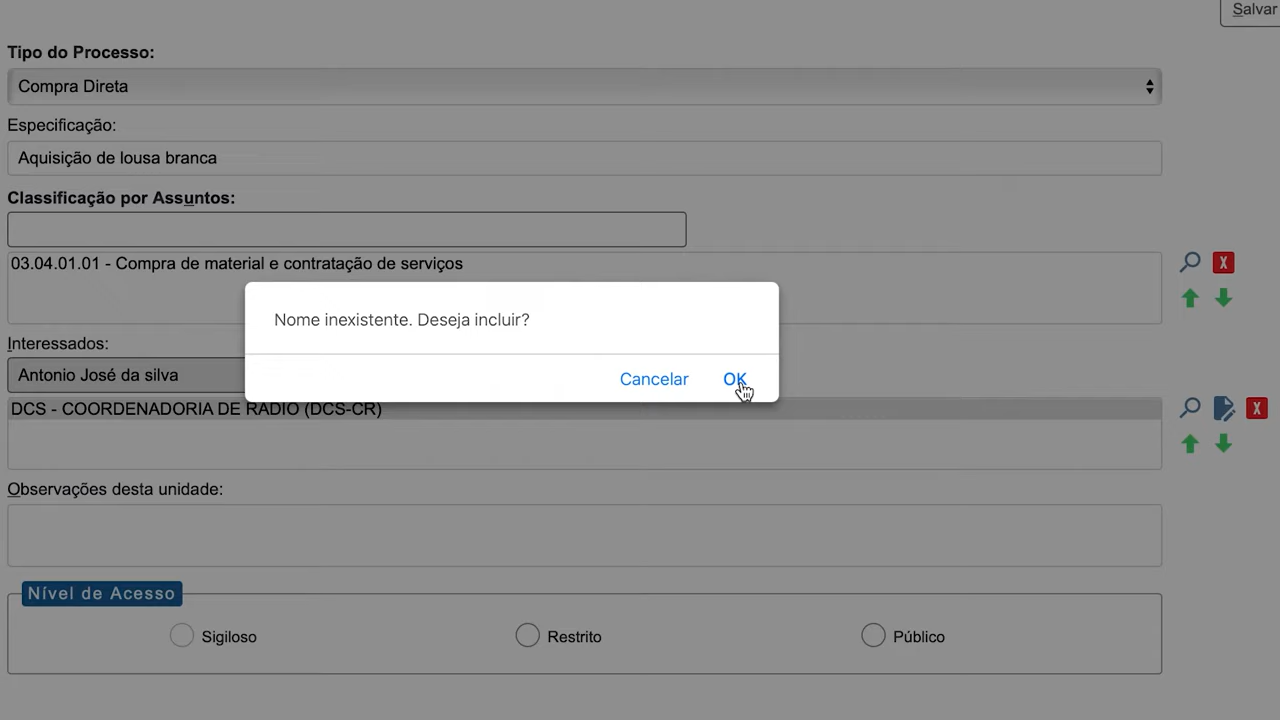 Salvar
Tipo do Processo:
Compra Direta
Especificação:
Aquisição de lousa branca
Classificação por Assuntos:
03.04.01.01 - Compra de material e contratação de serviços
Nome inexistente. Deseja incluir?
Interessados:
Antonio José da silva
Cancelar OK
DCS - COORDENADORIA DE RADIO (DCS-CR)
Observações desta unidade:
Nível de Acesso
Sigiloso Restrito Público